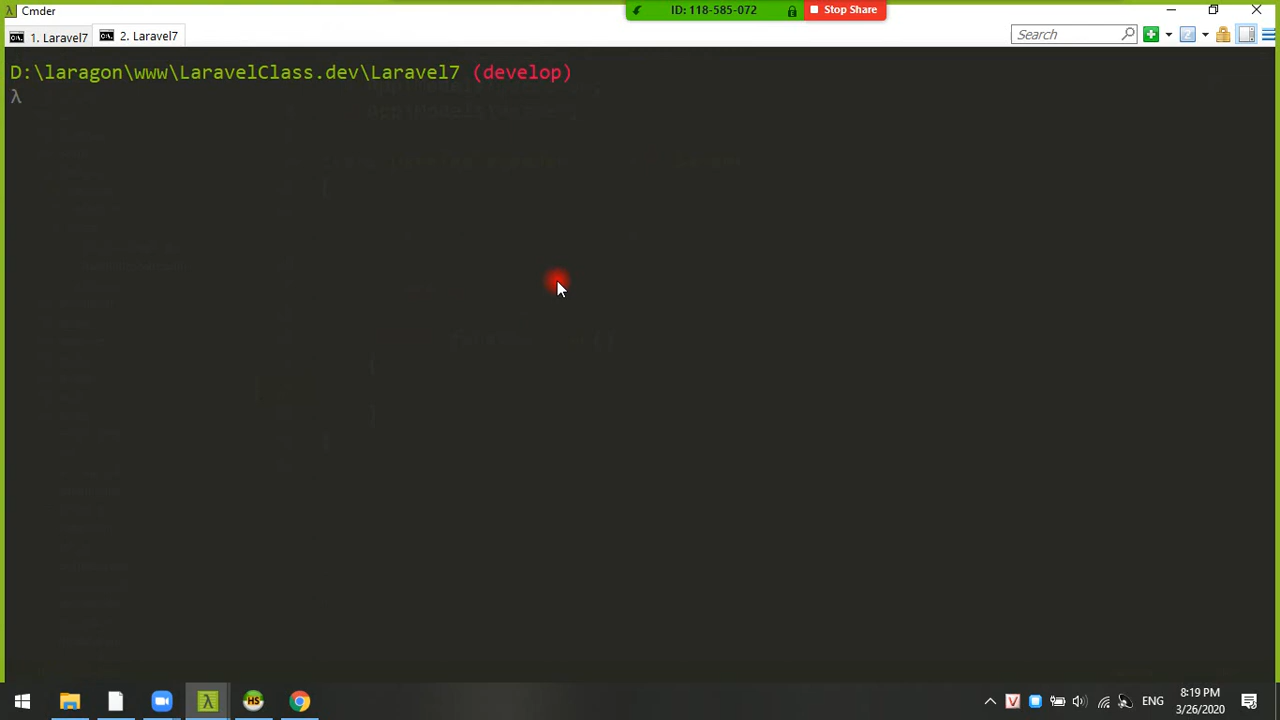 Cmder
ID: 118-585-072
Stop Share
1. Laravel7
2. Laravel7
Search
D:\laragon\www\LaravelClass.dev\Laravel7 (develop)
λ
HS
ENG
8:19 PM
3/26/2020